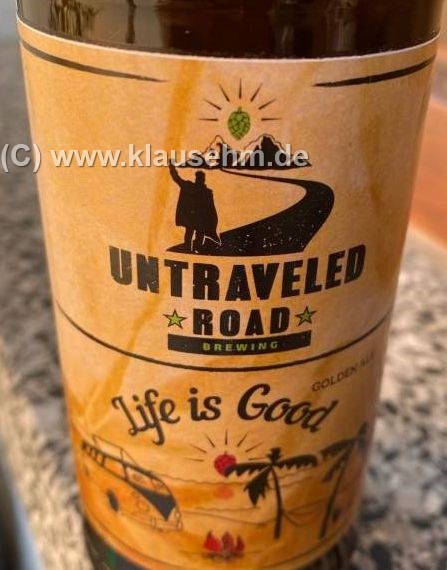 (C) www.klausehm.de
UNTRAVELED
ROAD
BREWING
GOLDEN ALE
Life is Good